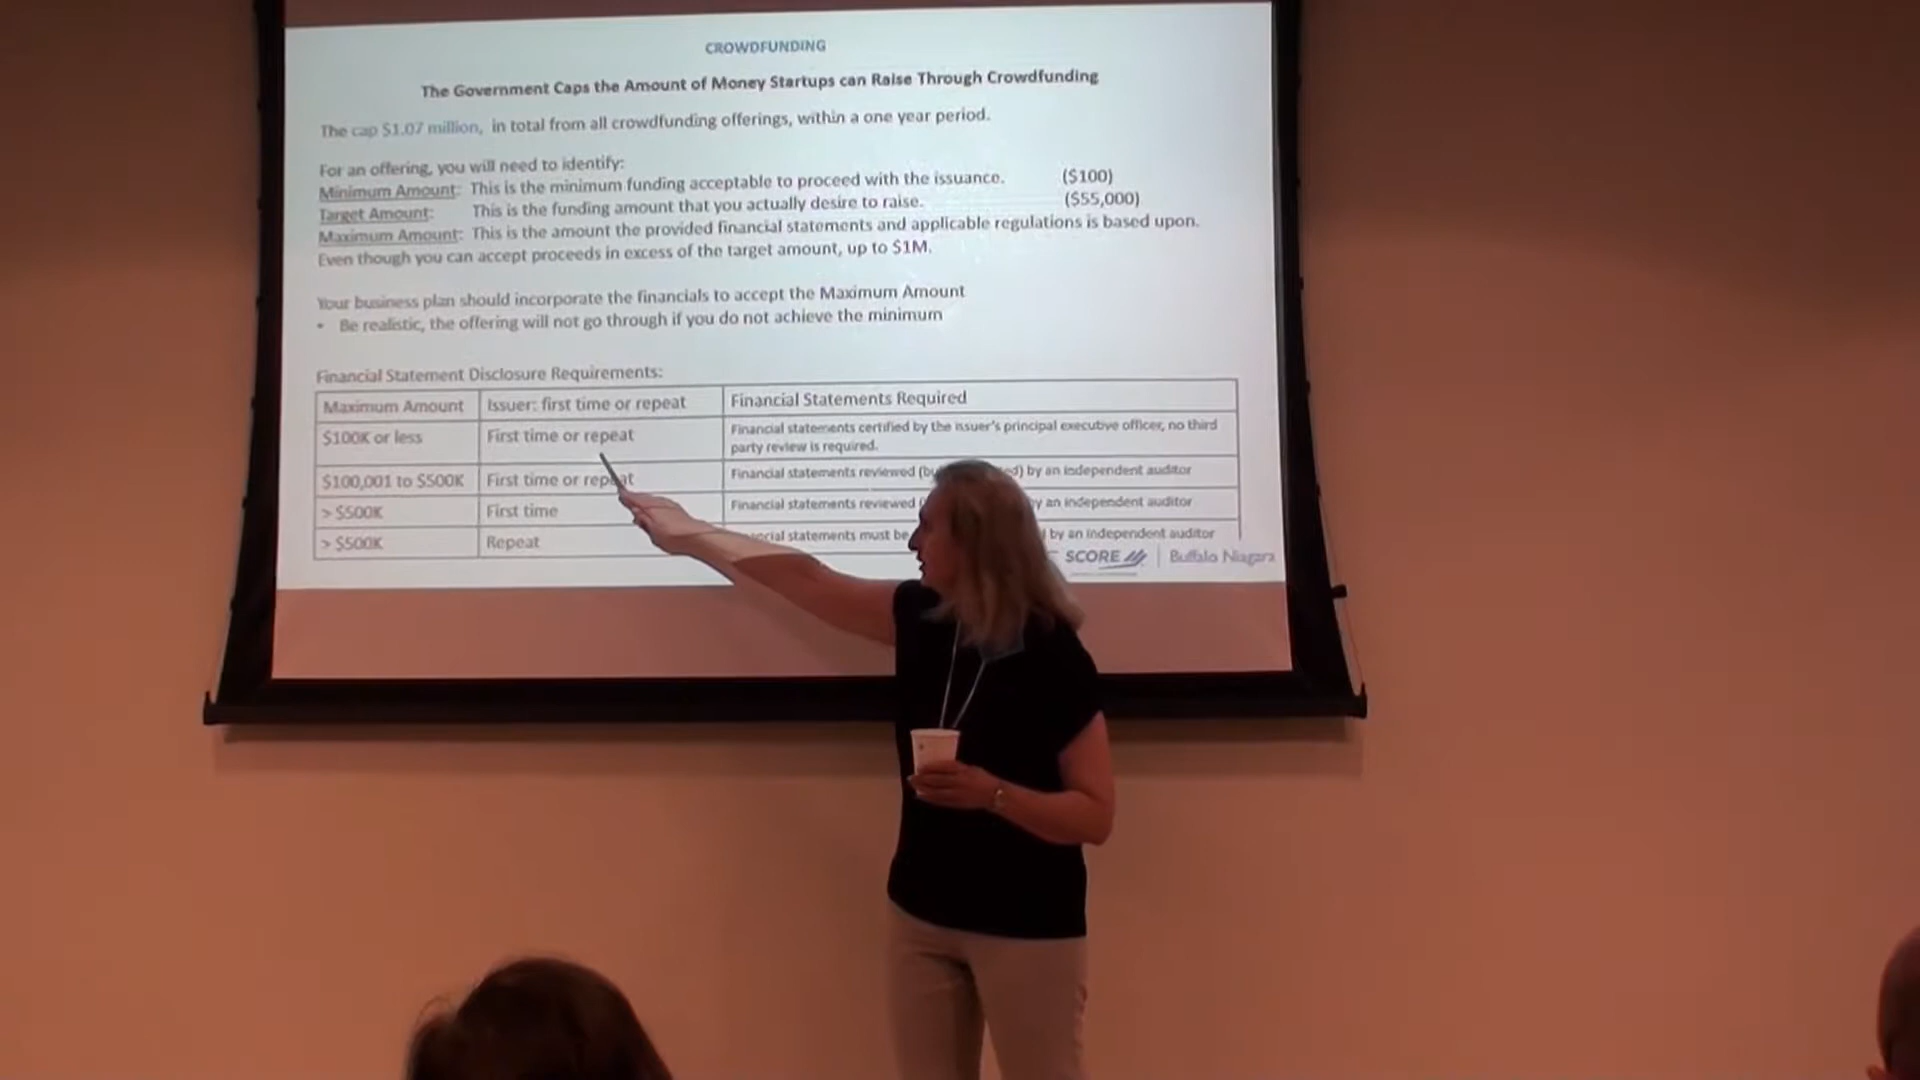 CROWDFUNDING
The Government Caps the Amount of Money Startups can Raise Through Crowdfunding
The cap $1.07 million, in total from all crowdfunding offerings, within a one year period.
For an offering, you will need to identify:
Minimum Amount: This is the minimum funding acceptable to proceed with the issuance. ($100)
Target Amount: This is the funding amount that you actually desire to raise. ($55,000)
Maximum Amount: This is the amount the provided financial statements and applicable regulations is based upon.
Even though you can accept proceeds in excess of the target amount, up to $1M.
Your business plan should incorporate the financials to accept the Maximum Amount
• Be realistic, the offering will not go through if you do not achieve the minimum
Financial Statement Disclosure Requirements:
Maximum Amount Issuer: first time or repeat Financial Statements Required
$100K or less First time or repeat Financial statements certified by the issuer's principal executive officer, no third
party review is required.
$100,001 to $500K First time or repeat Financial statements reviewed by an independent auditor
> $500K First time Financial statements reviewed an independent auditor
> $500K Repeat statements must be by an independent auditor
SCORE | Buffalo Niagara